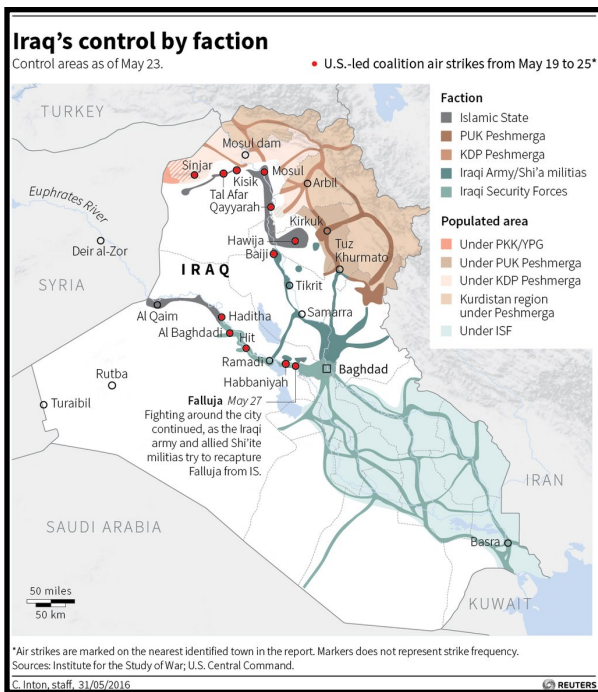 Iraq's control by faction
Control areas as of May 23.
• U.S.-led coalition air strikes from May 19 to 25*
Faction
Islamic State
PUK Peshmerga
KDP Peshmerga
Iraqi Army/Shi'a militias
Iraqi Security Forces
Populated area
Under PKK/YPG
Under PUK Peshmerga
Under KDP Peshmerga
Kurdistan region
under Peshmerga
Under ISF
TURKEY
Mosul dam
Sinjar
Mosul
Kisik
Tal Afar
Arbil
Qayyarah
Euphrates River
Kirkuk
Hawija
Tuz
Khurmato
Deir al-Zor
Baiji
IRAQ
SYRIA
Tikrit
Al Qaim
Haditha
Samarra
Al Baghdadi
Hit
Ramadi
Baghdad
Rutba
Habbaniyah
Turaibil
Falluja May 27
Fighting around the city
continued, as the Iraqi
army and allied Shi'ite
militias try to recapture
Falluja from IS.
IRAN
SAUDI ARABIA
Basra
KUWAIT
50 miles
50 km
*Air strikes are marked on the nearest identified town in the report. Markers does not represent strike frequency.
Sources: Institute for the Study of War; U.S. Central Command.
C. Inton, staff, 31/05/2016
REUTERS